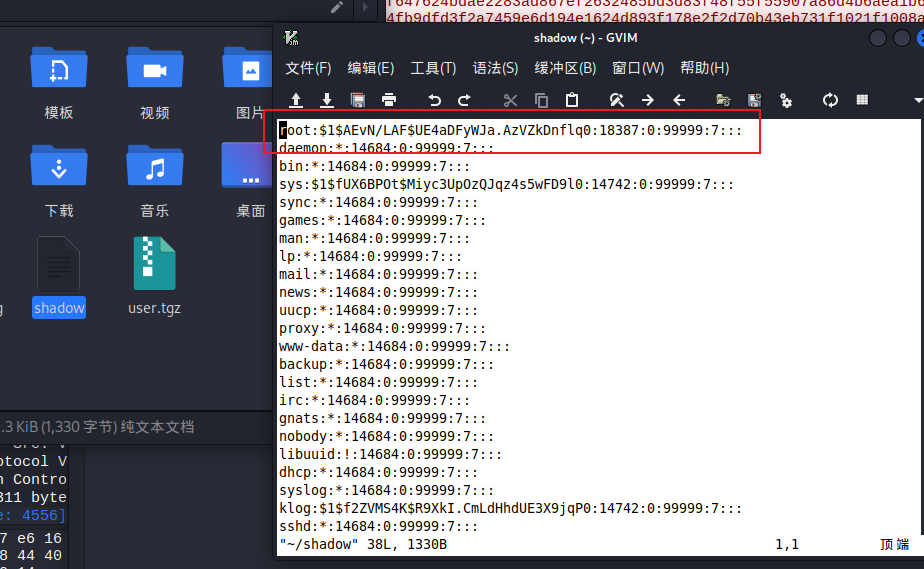 f647624bdae2283ad867ef2632485bd3d83f48f55f55907a86d4b6aea1b6
4fb9dfd3f2a7459e6d194e1624d893f178e2f2d70b43eb731f1021f1008a
shadow (~) - GVIM
文件(F) 编辑(E) 工具(T) 语法(S) 缓冲区(B) 窗口(W) 帮助(H)
模板 视频 图片
下载 音乐 桌面
shadow user.tgz
.3 KiB (1,330 字节) 纯文本文档
otocol V
n Contro
311 byte
e: 4556]
7 e6 16
8 44 40
root:$1$AEvN/LAF$UE4aDFyWJa.AzVZkDnflq0:18387:0:99999:7:::
daemon:*:14684:0:99999:7:::
bin:*:14684:0:99999:7:::
sys:$1$fUX6BPOt$Miyc3UpOzQJqz4s5wFD9l0:14742:0:99999:7:::
sync:*:14684:0:99999:7:::
games:*:14684:0:99999:7:::
man:*:14684:0:99999:7:::
lp:*:14684:0:99999:7:::
mail:*:14684:0:99999:7:::
news:*:14684:0:99999:7:::
uucp:*:14684:0:99999:7:::
proxy:*:14684:0:99999:7:::
www-data:*:14684:0:99999:7:::
backup:*:14684:0:99999:7:::
list:*:14684:0:99999:7:::
irc:*:14684:0:99999:7:::
gnats:*:14684:0:99999:7:::
nobody:*:14684:0:99999:7:::
libuuid:!:14684:0:99999:7:::
dhcp:*:14684:0:99999:7:::
syslog:*:14684:0:99999:7:::
klog:$1$f2ZVMS4K$R9XkI.CmLdHhdUE3X9jqP0:14742:0:99999:7:::
sshd:*:14684:0:99999:7:::
"~/shadow" 38L, 1330B 1,1 顶端